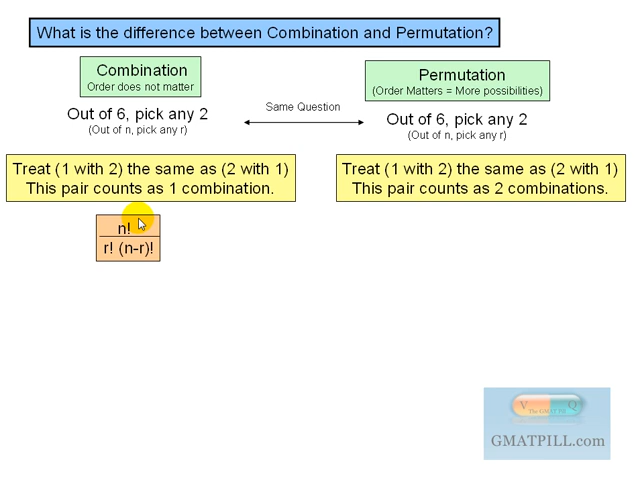 What is the difference between Combination and Permutation?
Combination
Order does not matter
Out of 6, pick any 2
(Out of n, pick any r)
Same Question
Permutation
(Order Matters = More possibilities)
Out of 6, pick any 2
(Out of n, pick any r)
Treat (1 with 2) the same as (2 with 1)
This pair counts as 1 combination.
Treat (1 with 2) the same as (2 with 1)
This pair counts as 2 combinations.
n!
r! (n-r)!
V The GMAT Pill Q
GMATPILL.com